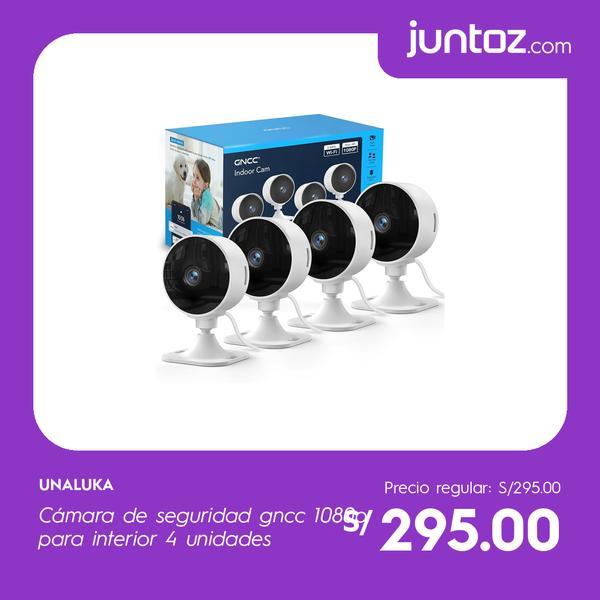 juntoz.com
GNCC
Indoor Cam
Wi-Fi
1080P
UNALUKA
Cámara de seguridad gncc 1080p
para interior 4 unidades
Precio regular: S/295.00
S/ 295.00